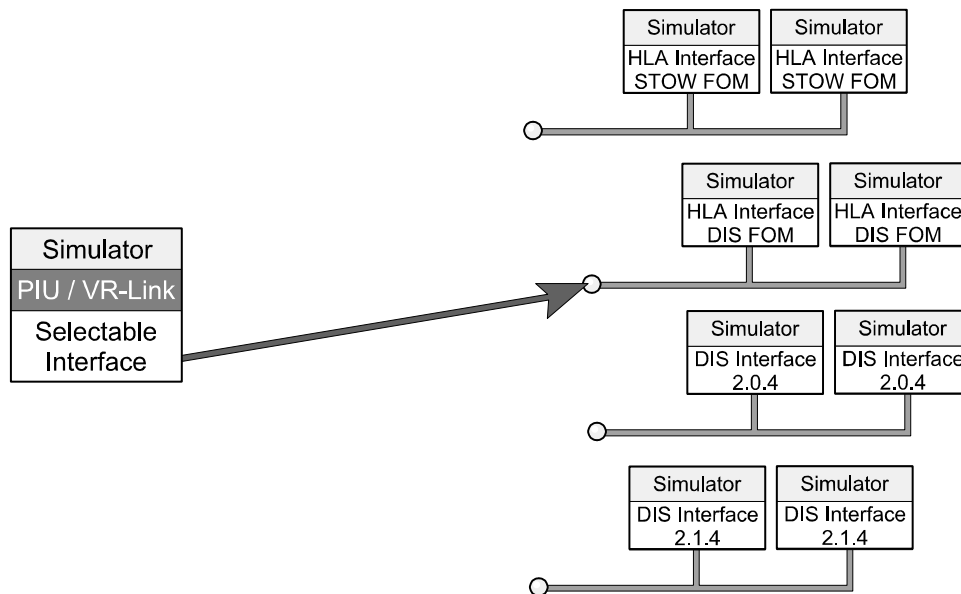 Simulator
HLA Interface
STOW FOM
Simulator
HLA Interface
STOW FOM
Simulator
HLA Interface
DIS FOM
Simulator
HLA Interface
DIS FOM
Simulator
PIU / VR-Link
Selectable
Interface
Simulator
DIS Interface
2.0.4
Simulator
DIS Interface
2.0.4
Simulator
DIS Interface
2.1.4
Simulator
DIS Interface
2.1.4